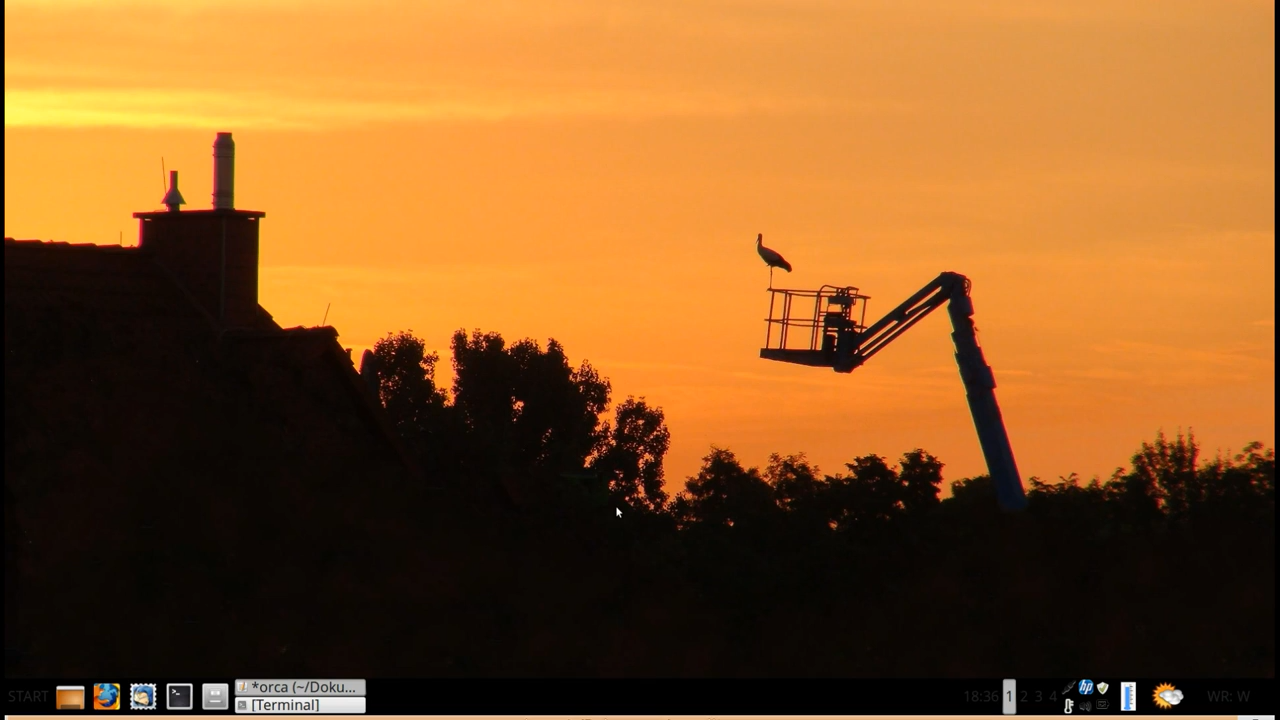 START
*orca (~/Doku...
[Terminal]
18:36
1 2 3 4
hp
WR: W